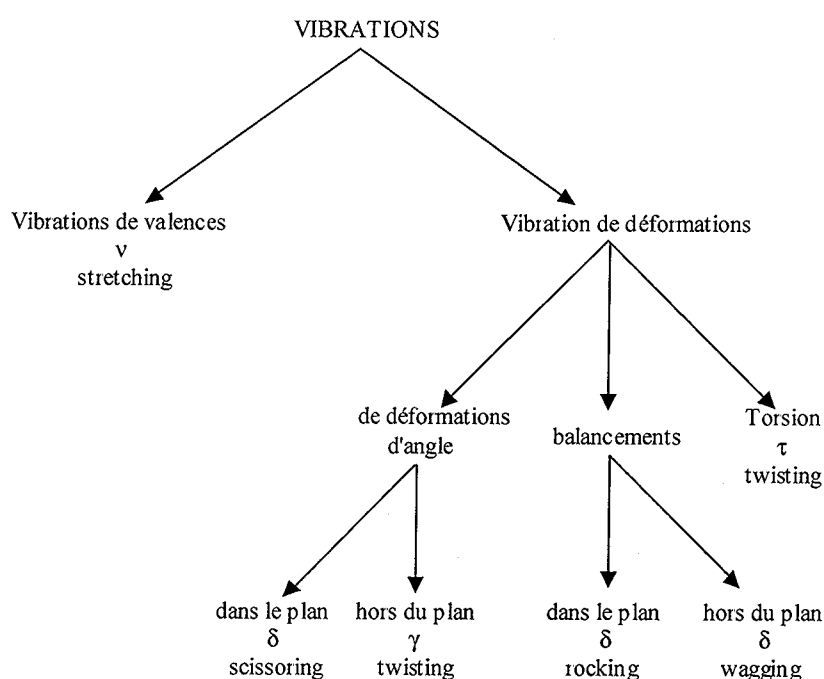 VIBRATIONS
Vibrations de valences
ν
stretching
Vibration de déformations
de déformations
d'angle
balancements
Torsion
τ
twisting
dans le plan
δ
scissoring
hors du plan
γ
twisting
dans le plan
δ
rocking
hors du plan
δ
wagging